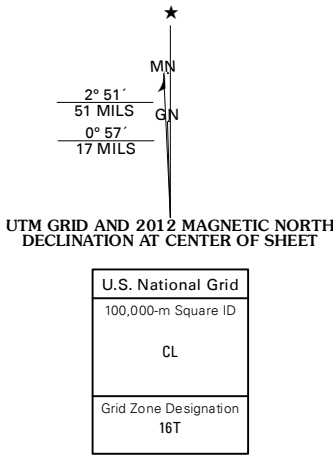 ★
MN
2° 51´
51 MILS
GN
0° 57´
17 MILS
UTM GRID AND 2012 MAGNETIC NORTH
DECLINATION AT CENTER OF SHEET
U.S. National Grid
100,000-m Square ID
CL
Grid Zone Designation
16T